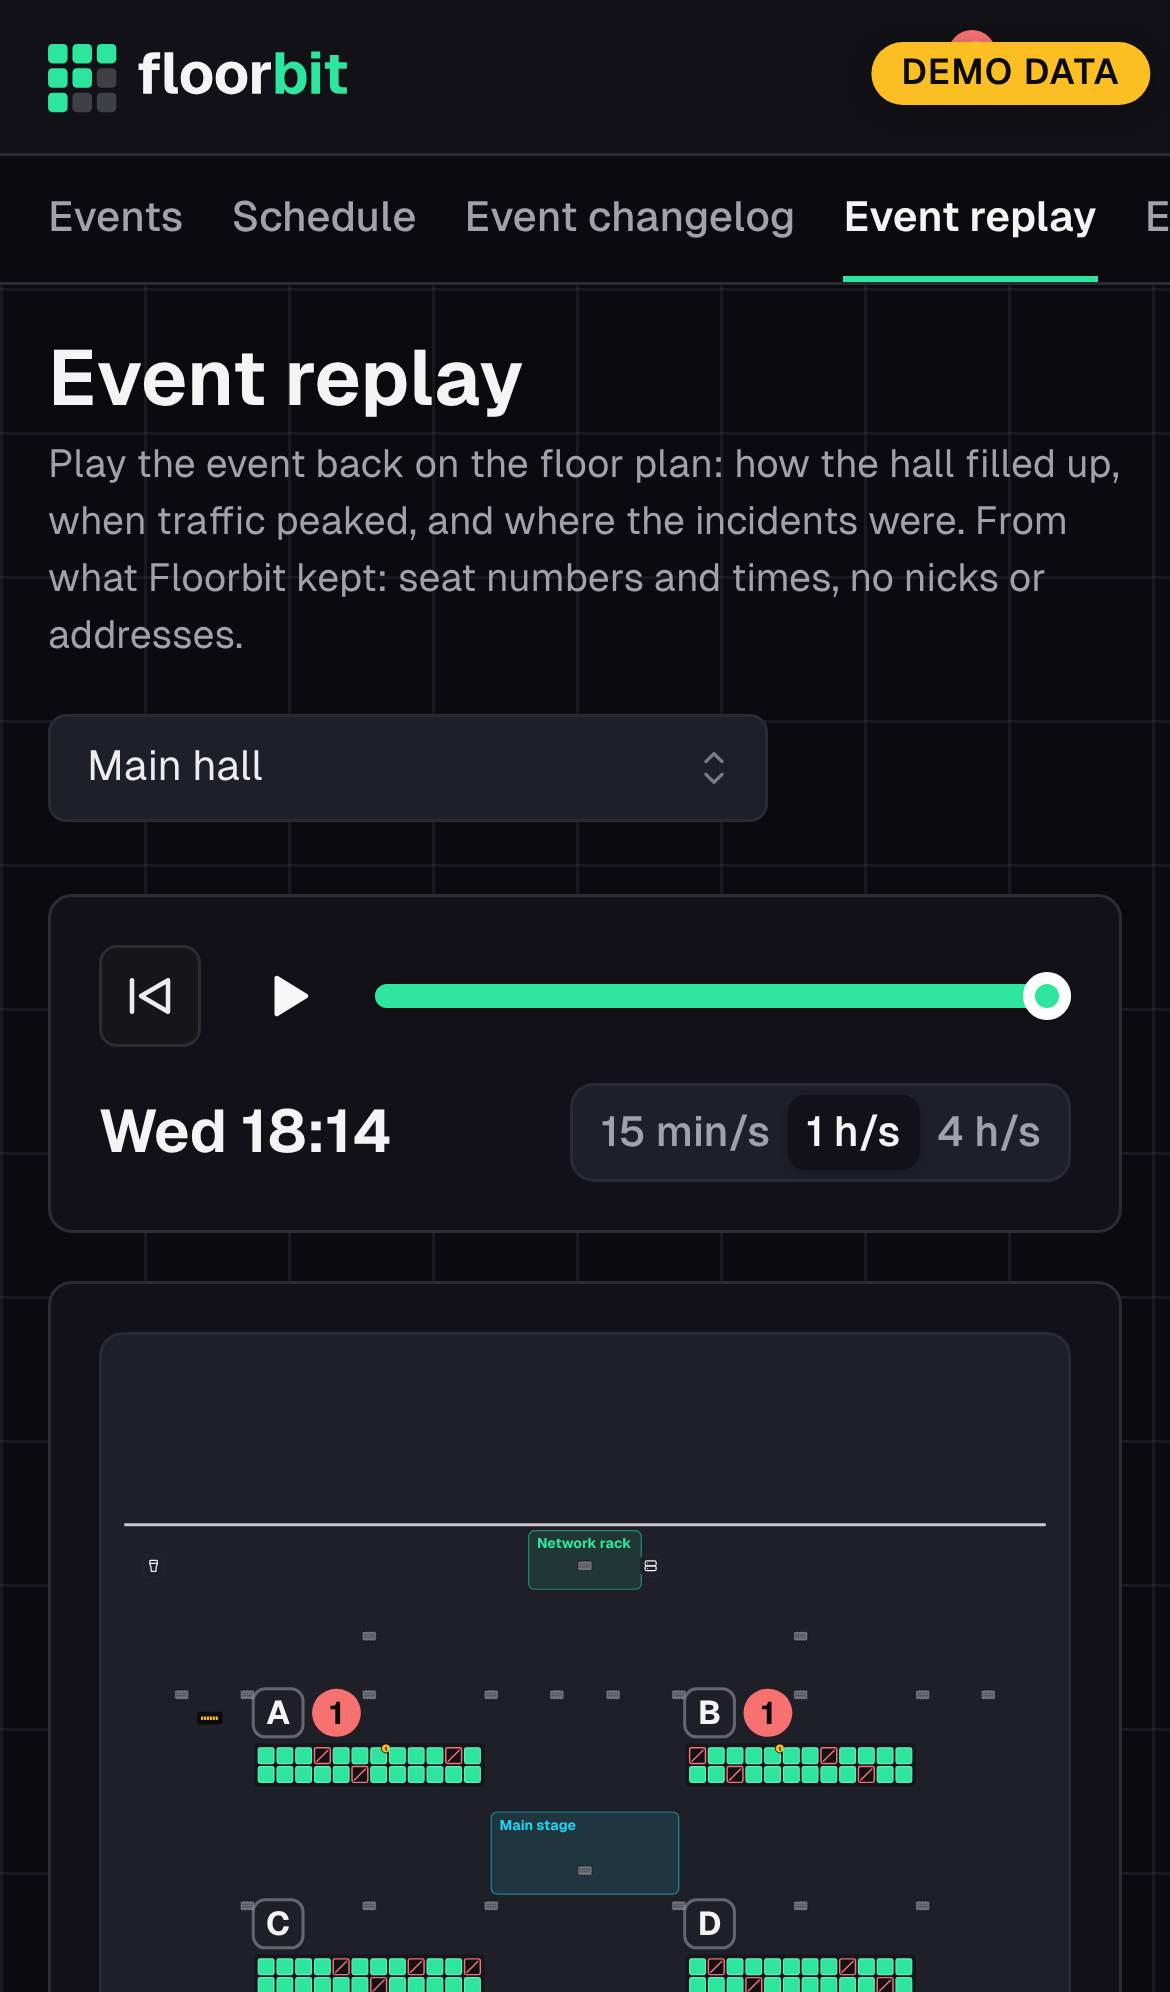 floorbit
DEMO DATA
Events Schedule Event changelog Event replay E
Event replay
Play the event back on the floor plan: how the hall filled up,
when traffic peaked, and where the incidents were. From
what Floorbit kept: seat numbers and times, no nicks or
addresses.
Main hall
Wed 18:14
15 min/s 1 h/s 4 h/s
Network rack
A 1
B 1
Main stage
C
D